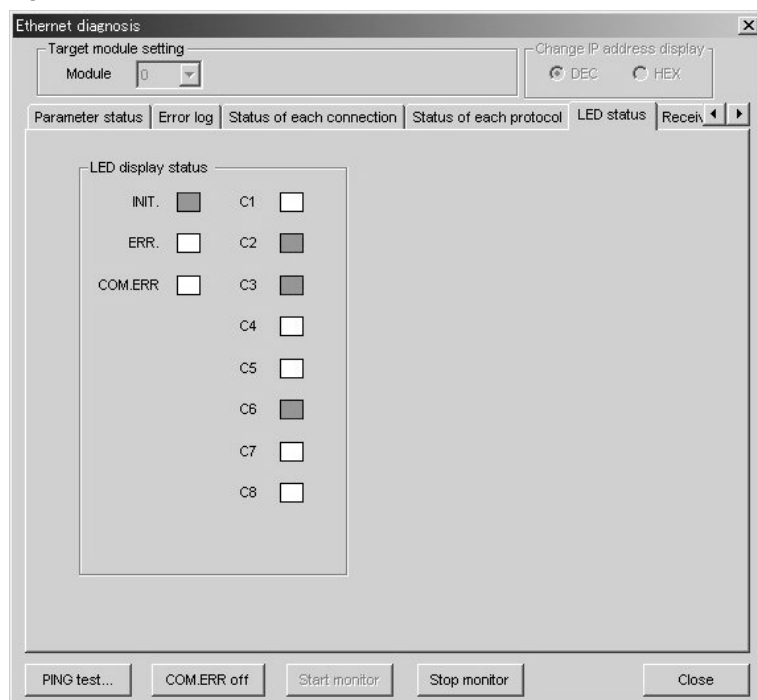 Ethernet diagnosis
Target module setting
Module 0
Change IP address display
DEC HEX
Parameter status Error log Status of each connection Status of each protocol LED status
LED display status
INIT. C1
ERR. C2
COM.ERR C3
C4
C5
C6
C7
C8
PING test... COM.ERR off Start monitor Stop monitor Close